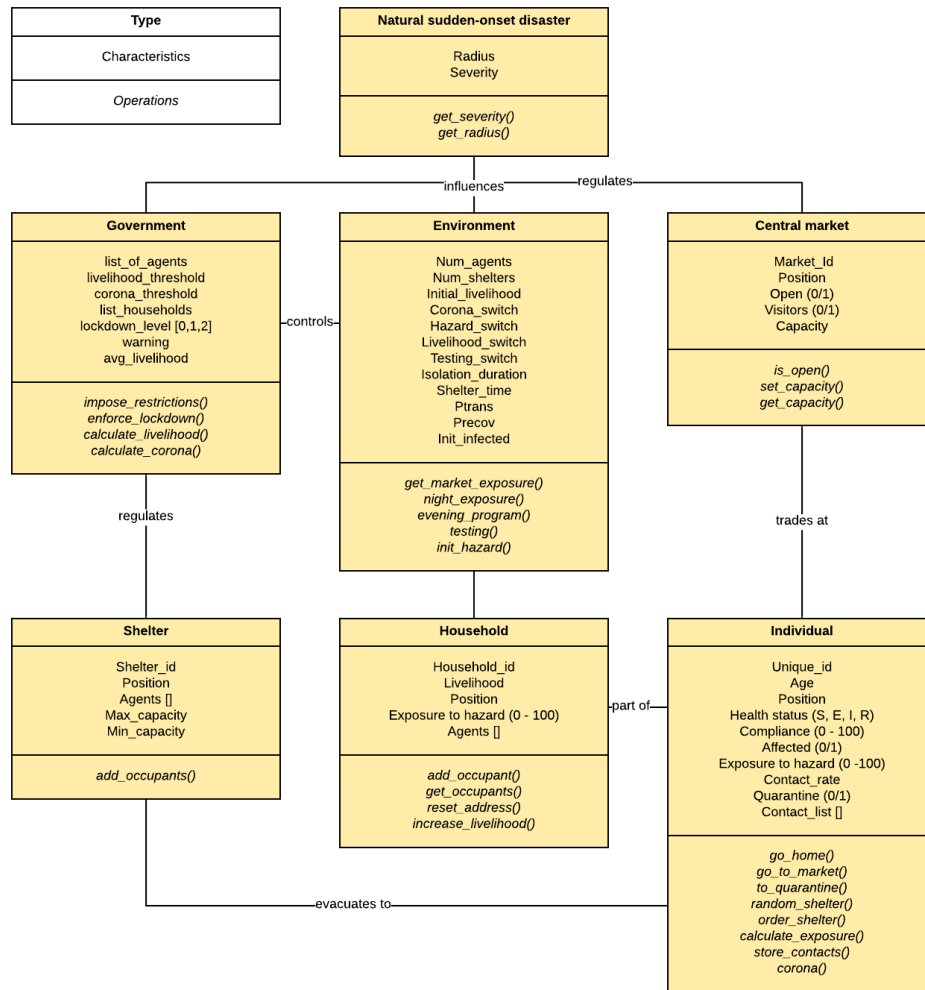 Type
Characteristics
Operations
Natural sudden-onset disaster
Radius
Severity
get_severity()
get_radius()
influences
regulates
Government
list_of_agents
livelihood_threshold
corona_threshold
list_households
lockdown_level [0,1,2]
warning
avg_livelihood
impose_restrictions()
enforce_lockdown()
calculate_livelihood()
calculate_corona()
controls
Environment
Num_agents
Num_shelters
Initial_livelihood
Corona_switch
Hazard_switch
Livelihood_switch
Testing_switch
Isolation_duration
Shelter_time
Ptrans
Precov
Init_infected
get_market_exposure()
night_exposure()
evening_program()
testing()
init_hazard()
Central market
Market_Id
Position
Open (0/1)
Visitors (0/1)
Capacity
is_open()
set_capacity()
get_capacity()
regulates
trades at
Shelter
Shelter_id
Position
Agents []
Max_capacity
Min_capacity
add_occupants()
Household
Household_id
Livelihood
Position
Exposure to hazard (0 - 100)
Agents []
add_occupant()
get_occupants()
reset_address()
increase_livelihood()
part of
Individual
Unique_id
Age
Position
Health status (S, E, I, R)
Compliance (0 - 100)
Affected (0/1)
Exposure to hazard (0 -100)
Contact_rate
Quarantine (0/1)
Contact_list []
go_home()
go_to_market()
to_quarantine()
random_shelter()
order_shelter()
calculate_exposure()
store_contacts()
corona()
evacuates to